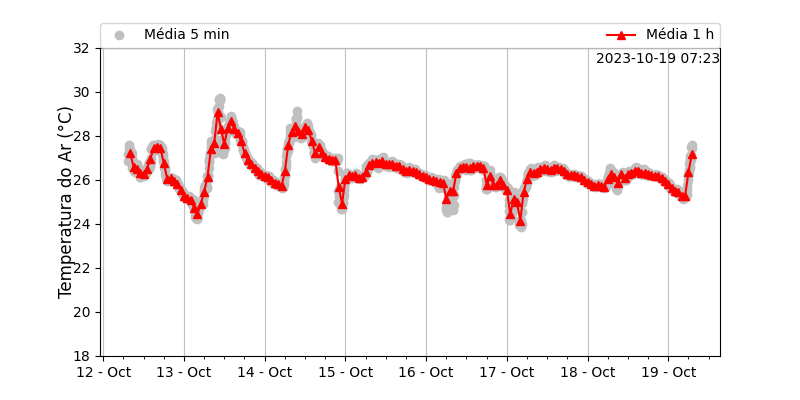 Média 5 min
Média 1 h
2023-10-19 07:23
Temperatura do Ar (°C)
32
30
28
26
24
22
20
18
12 - Oct
13 - Oct
14 - Oct
15 - Oct
16 - Oct
17 - Oct
18 - Oct
19 - Oct